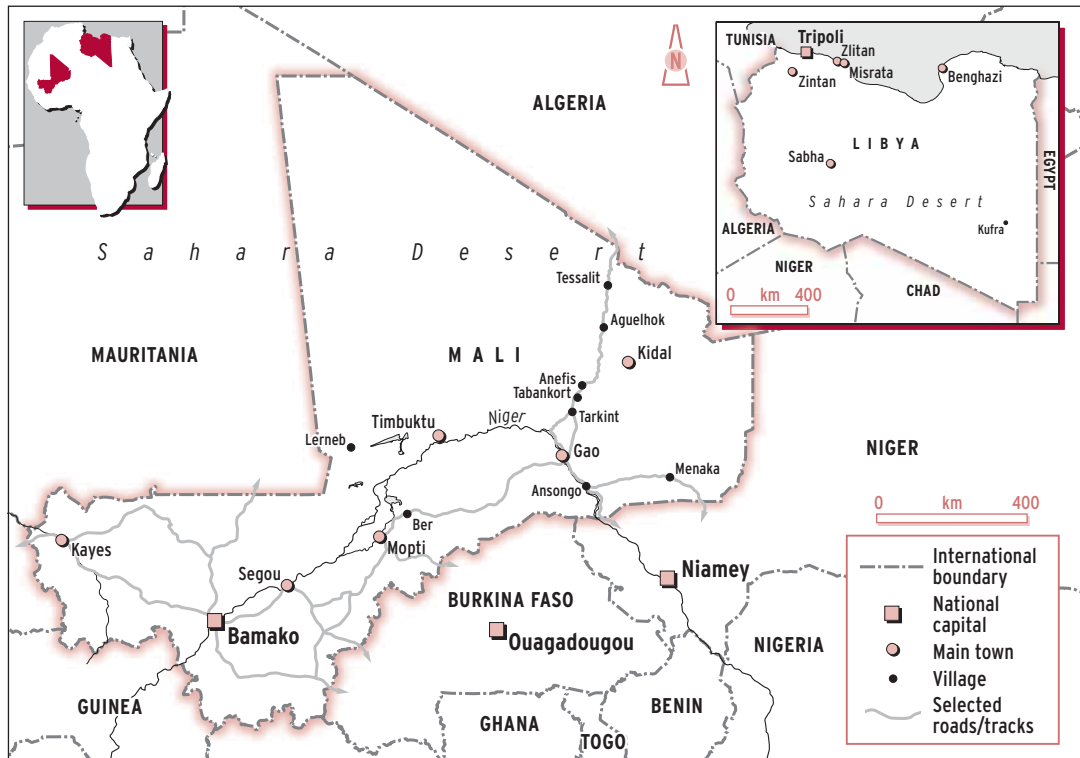 N
ALGERIA
Sahara Desert
MAURITANIA
MALI
Tessalit
Aguelhok
Kidal
Anefis
Tabankort
Tarkint
Niger
Timbuktu
Lerneb
Gao
Menaka
Ansongo
NIGER
Ber
Mopti
Kayes
Segou
Bamako
Niamey
BURKINA FASO
Ouagadougou
NIGERIA
GUINEA
GHANA
TOGO
BENIN
TUNISIA
Tripoli
Zlitan
Misrata
Zintan
Benghazi
LIBYA
Sabha
EGYPT
Sahara Desert
Kufra
ALGERIA
NIGER
CHAD
0 km 400
0 km 400
International
boundary
National
capital
Main town
Village
Selected
roads/tracks